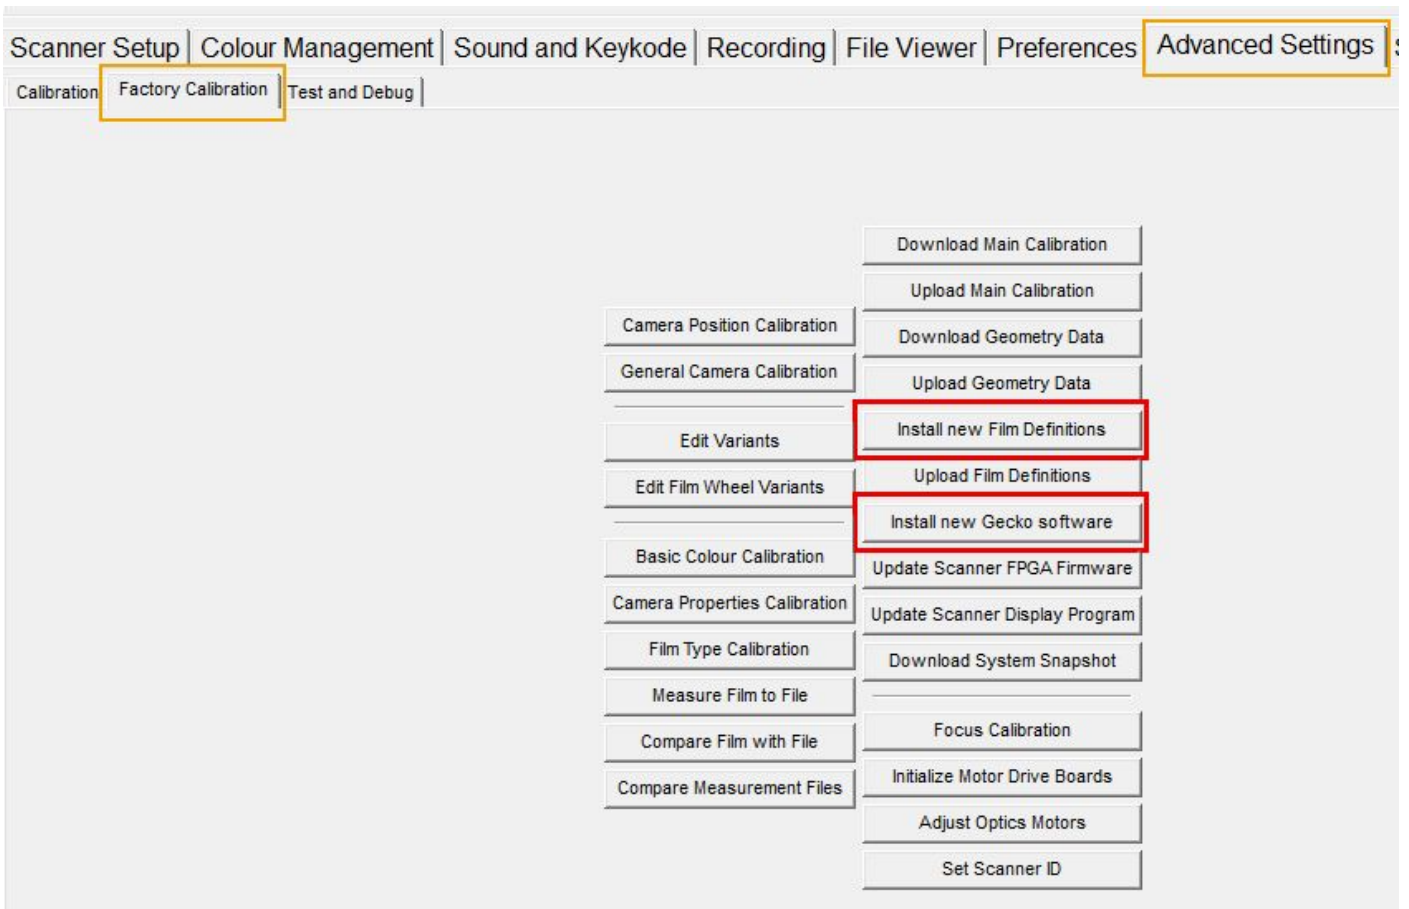 Scanner Setup Colour Management Sound and Keykode Recording File Viewer Preferences Advanced Settings
Calibration Factory Calibration Test and Debug
Camera Position Calibration
General Camera Calibration
Edit Variants
Edit Film Wheel Variants
Basic Colour Calibration
Camera Properties Calibration
Film Type Calibration
Measure Film to File
Compare Film with File
Compare Measurement Files
Download Main Calibration
Upload Main Calibration
Download Geometry Data
Upload Geometry Data
Install new Film Definitions
Upload Film Definitions
Install new Gecko software
Update Scanner FPGA Firmware
Update Scanner Display Program
Download System Snapshot
Focus Calibration
Initialize Motor Drive Boards
Adjust Optics Motors
Set Scanner ID